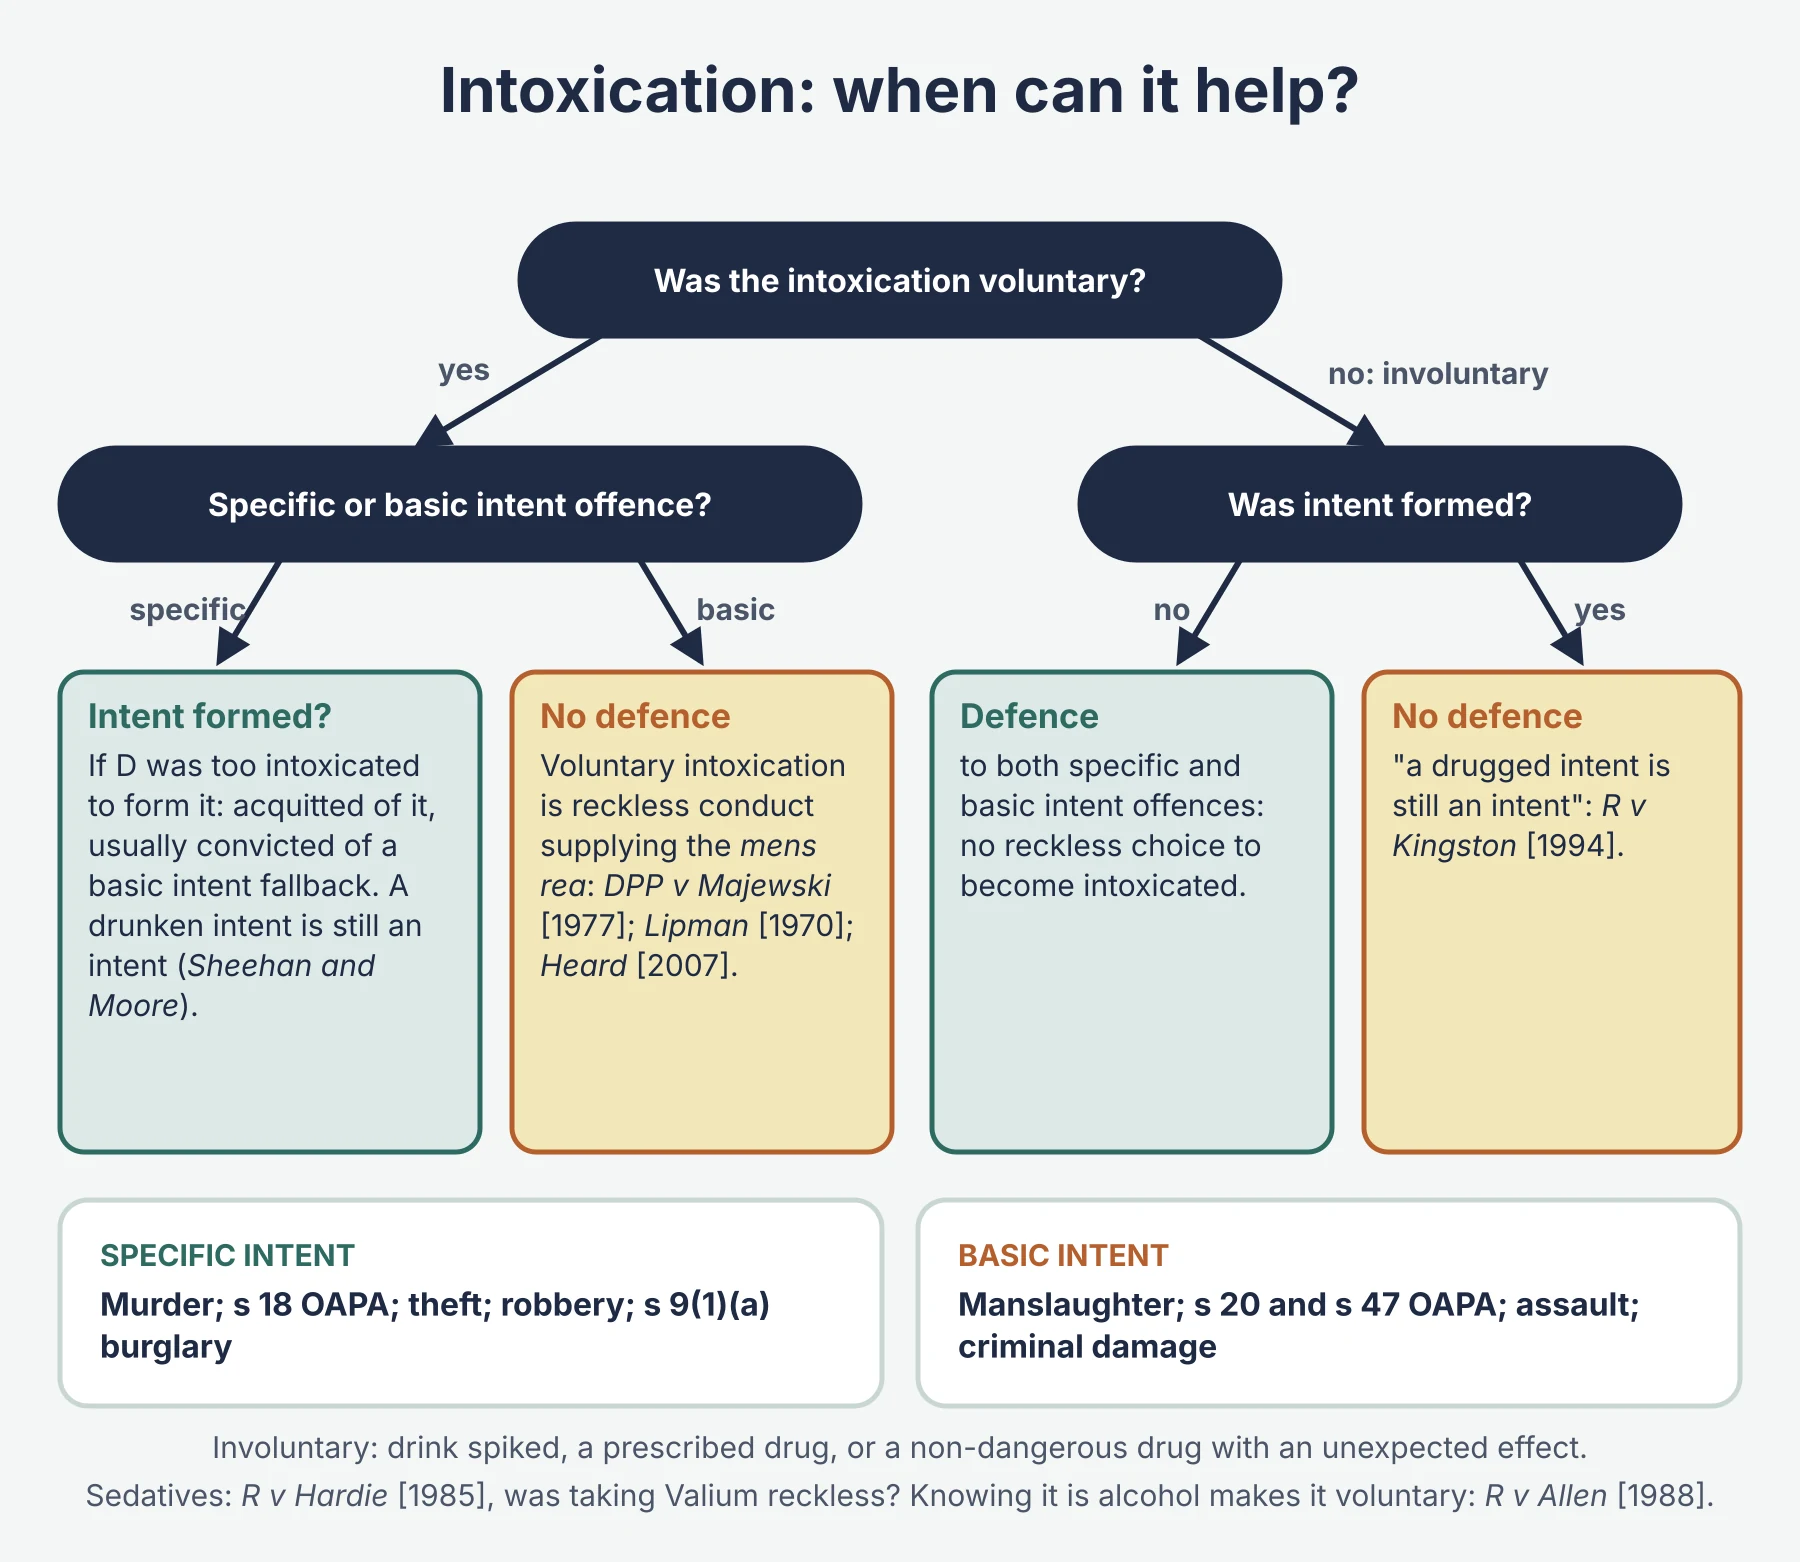 Intoxication: when can it help?
Was the intoxication voluntary?
yes
no: involuntary
Specific or basic intent offence?
Was intent formed?
specific
basic
no
yes
Intent formed?
If D was too intoxicated
to form it: acquitted of it,
usually convicted of a
basic intent fallback. A
drunken intent is still an
intent (Sheehan and
Moore).
No defence
Voluntary intoxication
is reckless conduct
supplying the mens
rea: DPP v Majewski
[1977]; Lipman [1970];
Heard [2007].
Defence
to both specific and
basic intent offences:
no reckless choice to
become intoxicated.
No defence
"a drugged intent is
still an intent": R v
Kingston [1994].
SPECIFIC INTENT
Murder; s 18 OAPA; theft; robbery; s 9(1)(a)
burglary
BASIC INTENT
Manslaughter; s 20 and s 47 OAPA; assault;
criminal damage
Involuntary: drink spiked, a prescribed drug, or a non-dangerous drug with an unexpected effect.
Sedatives: R v Hardie [1985], was taking Valium reckless? Knowing it is alcohol makes it voluntary: R v Allen [1988].